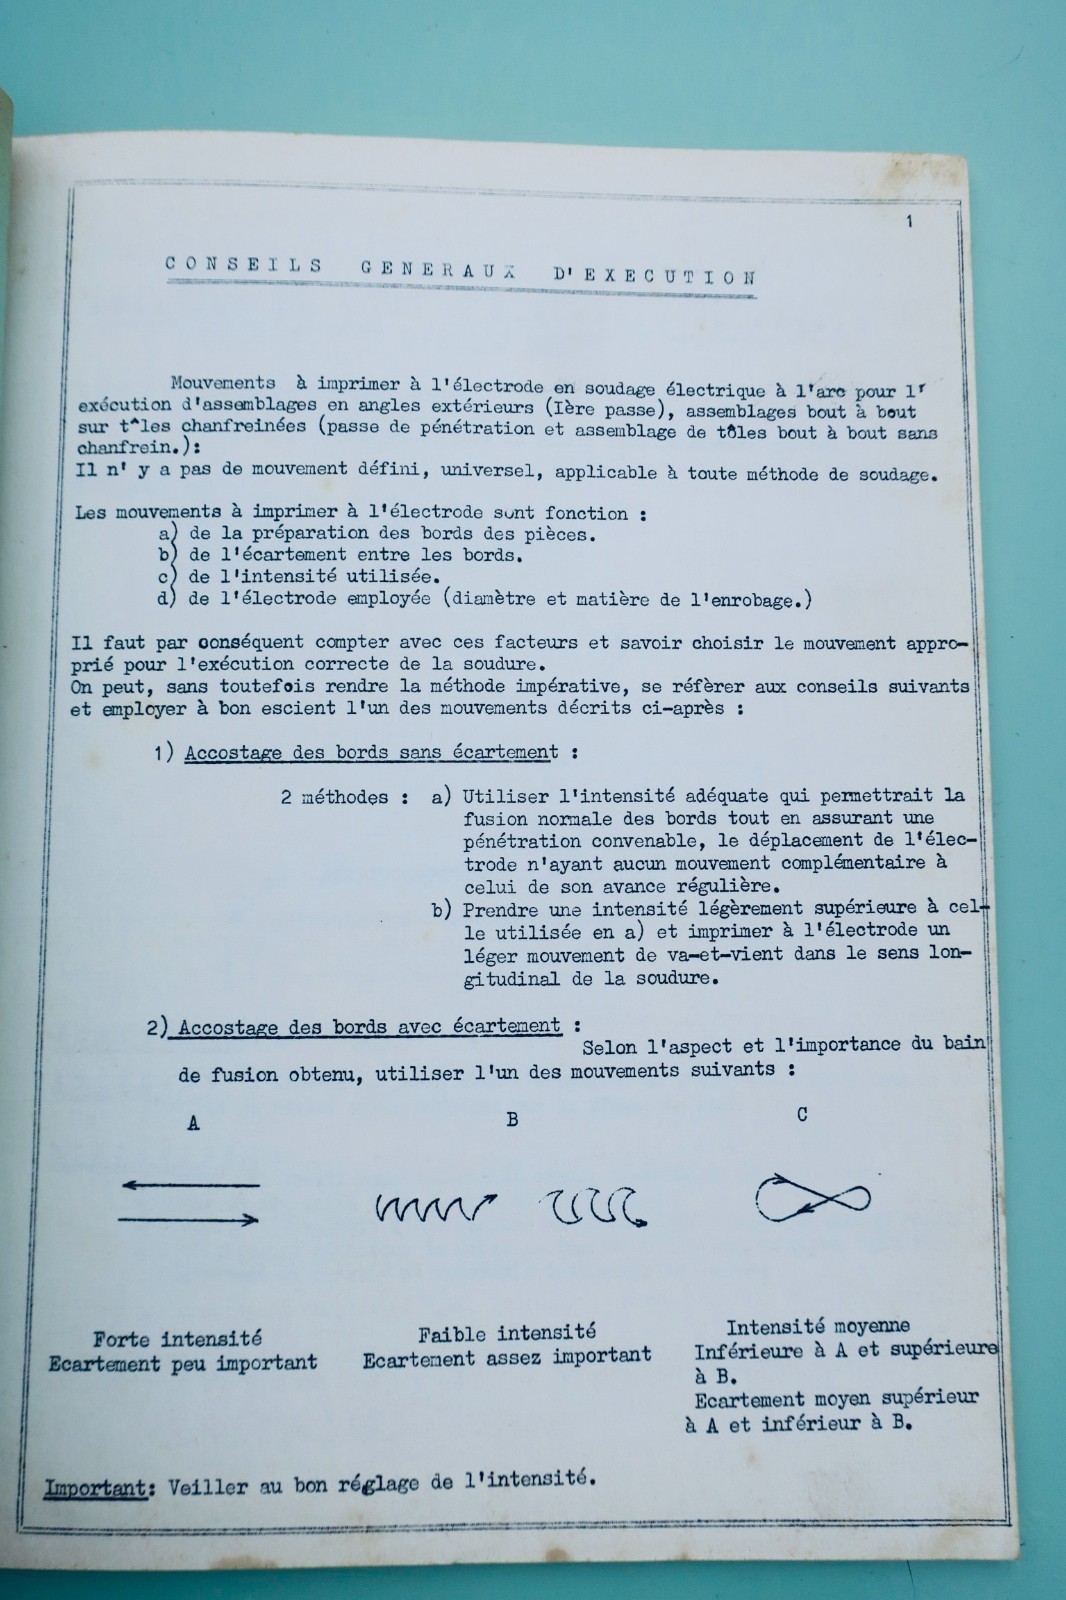 1
CONSEILS GENERAUX D'EXECUTION
Mouvements à imprimer à l'électrode en soudage électrique à l'arc pour l'
exécution d'assemblages en angles extérieurs (Ière passe), assemblages bout à bout
sur t^les chanfreinées (passe de pénétration et assemblage de tôles bout à bout sans
chanfrein.):
Il n' y a pas de mouvement défini, universel, applicable à toute méthode de soudage.
Les mouvements à imprimer à l'électrode sont fonction :
a) de la préparation des bords des pièces.
b) de l'écartement entre les bords.
c) de l'intensité utilisée.
d) de l'électrode employée (diamètre et matière de l'enrobage.)
Il faut par conséquent compter avec ces facteurs et savoir choisir le mouvement appro-
prié pour l'exécution correcte de la soudure.
On peut, sans toutefois rendre la méthode impérative, se référer aux conseils suivants
et employer à bon escient l'un des mouvements décrits ci-après :
1) Accostage des bords sans écartement :
2 méthodes : a) Utiliser l'intensité adéquate qui permettrait la
fusion normale des bords tout en assurant une
pénétration convenable, le déplacement de l'élec-
trode n'ayant aucun mouvement complémentaire à
celui de son avance régulière.
b) Prendre une intensité légèrement supérieure à cel-
le utilisée en a) et imprimer à l'électrode un
léger mouvement de va-et-vient dans le sens lon-
gitudinal de la soudure.
2) Accostage des bords avec écartement :
Selon l'aspect et l'importance du bain
de fusion obtenu, utiliser l'un des mouvements suivants :
A B C
Forte intensité
Ecartement peu important
Faible intensité
Ecartement assez important
Intensité moyenne
Inférieure à A et supérieure
à B.
Ecartement moyen supérieur
à A et inférieur à B.
Important: Veiller au bon réglage de l'intensité.